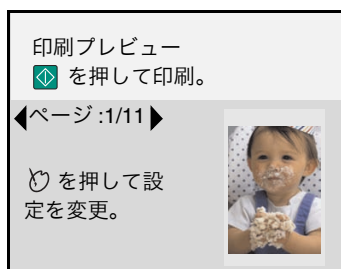 印刷プレビュー
を押して印刷。
ページ :1/11
を押して設
定を変更。